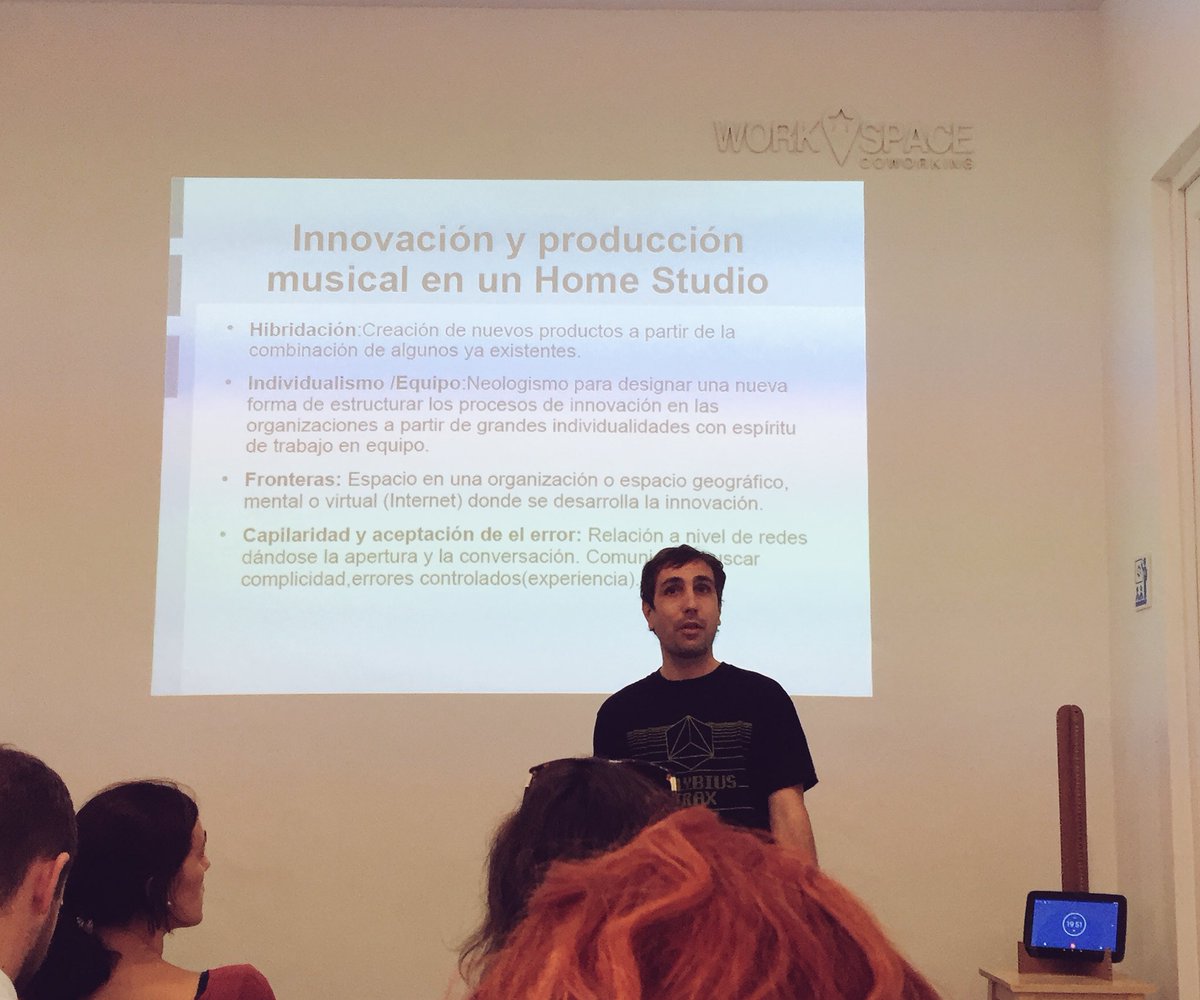 WORK SPACE
COWORKING
Innovación y producción
musical en un Home Studio
• Hibridación:Creación de nuevos productos a partir de la
combinación de algunos ya existentes.
• Individualismo /Equipo:Neologismo para designar una nueva
forma de estructurar los procesos de innovación en las
organizaciones a partir de grandes individualidades con espíritu
de trabajo en equipo.
• Fronteras: Espacio en una organización o espacio geográfico,
mental o virtual (Internet) donde se desarrolla la innovación.
• Capilaridad y aceptación de el error: Relación a nivel de redes
dándose la apertura y la conversación.
complicidad,errores controlados(experiencia).
19 51